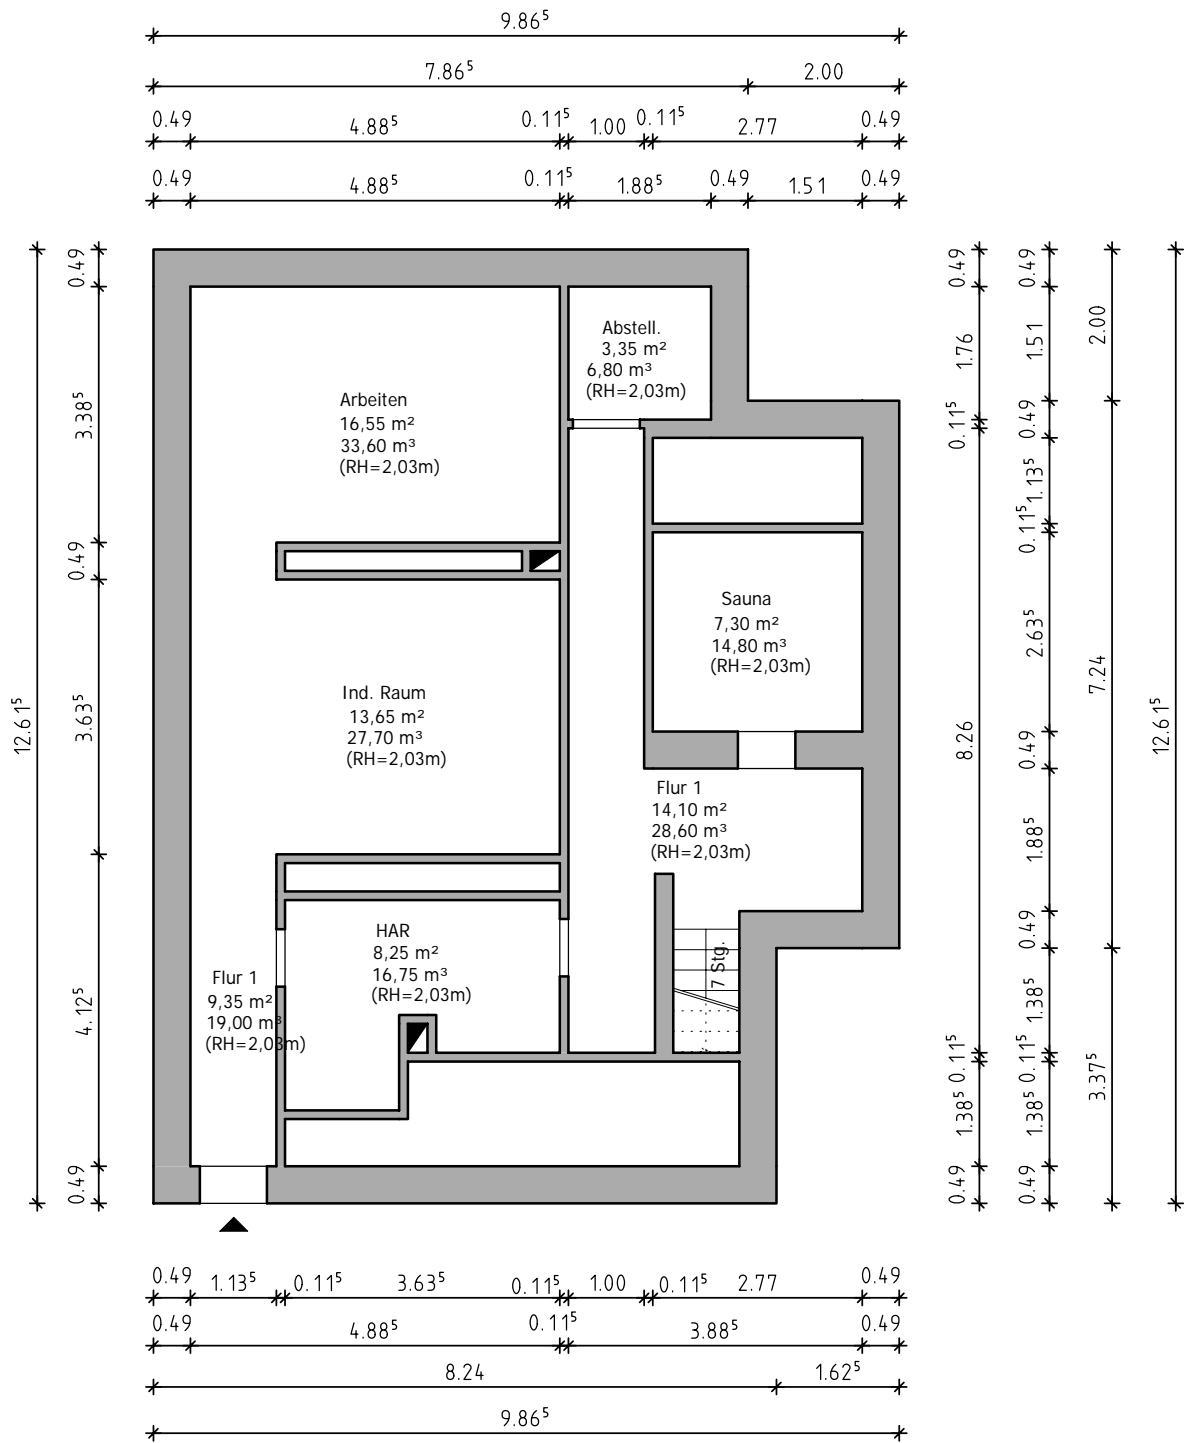 9.86⁵
7.86⁵ 2.00
0.49 4.88⁵ 0.11⁵ 1.00 0.11⁵ 2.77 0.49
0.49 4.88⁵ 0.11⁵ 1.88⁵ 0.49 1.51 0.49
12.61⁵
0.49
3.38⁵
0.49
3.63⁵
4.12⁵
0.49
Abstell.
3,35 m²
6,80 m³
(RH=2,03m)
Arbeiten
16,55 m²
33,60 m³
(RH=2,03m)
Sauna
7,30 m²
14,80 m³
(RH=2,03m)
Ind. Raum
13,65 m²
27,70 m³
(RH=2,03m)
Flur 1
14,10 m²
28,60 m³
(RH=2,03m)
HAR
8,25 m²
16,75 m³
(RH=2,03m)
7 Stg.
Flur 1
9,35 m²
19,00 m³
(RH=2,03m)
0.49
1.76
0.11⁵
8.26
0.11⁵
1.38⁵
0.49
0.49
1.51
0.49
1.13⁵
0.11⁵
2.63⁵
0.49
1.88⁵
0.49
1.38⁵
0.11⁵
1.38⁵
0.49
2.00
7.24
3.37⁵
12.61⁵
0.49 1.13⁵ 0.11⁵ 3.63⁵ 0.11⁵ 1.00 0.11⁵ 2.77 0.49
0.49 4.88⁵ 0.11⁵ 3.88⁵ 0.49
8.24 1.62⁵
9.86⁵